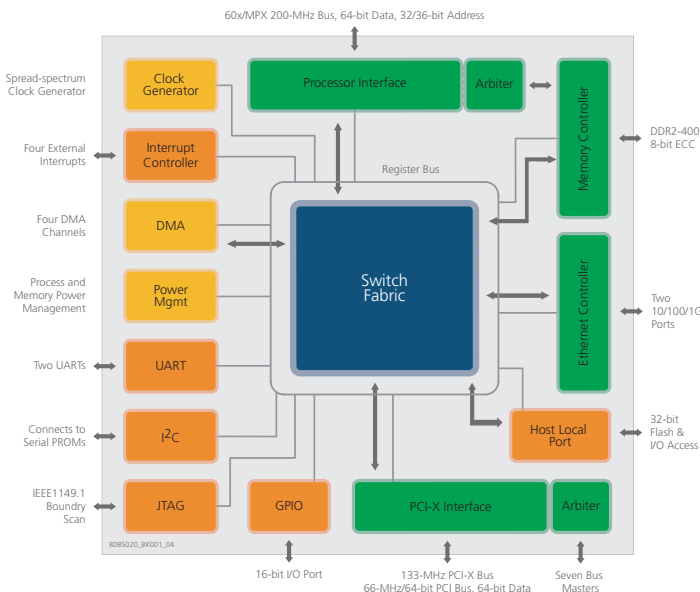 60x/MPX 200-MHz Bus, 64-bit Data, 32/36-bit Address
Spread-spectrum
Clock Generator
Clock
Generator
Processor Interface
Arbiter
Memory Controller
DDR2-400
8-bit ECC
Four External
Interrupts
Interrupt
Controller
Register Bus
Four DMA
Channels
DMA
Switch
Fabric
Process and
Memory Power
Management
Power
Mgmt
Ethernet Controller
Two
10/100/1G
Ports
Two UARTs
UART
Connects to
Serial PROMs
I2C
Host Local
Port
32-bit
Flash &
I/O Access
IEEE1149.1
Boundry
Scan
JTAG
GPIO
PCI-X Interface
Arbiter
8085020_BK001_04
16-bit I/O Port
133-MHz PCI-X Bus
66-MHz/64-bit PCI Bus, 64-bit Data
Seven Bus
Masters